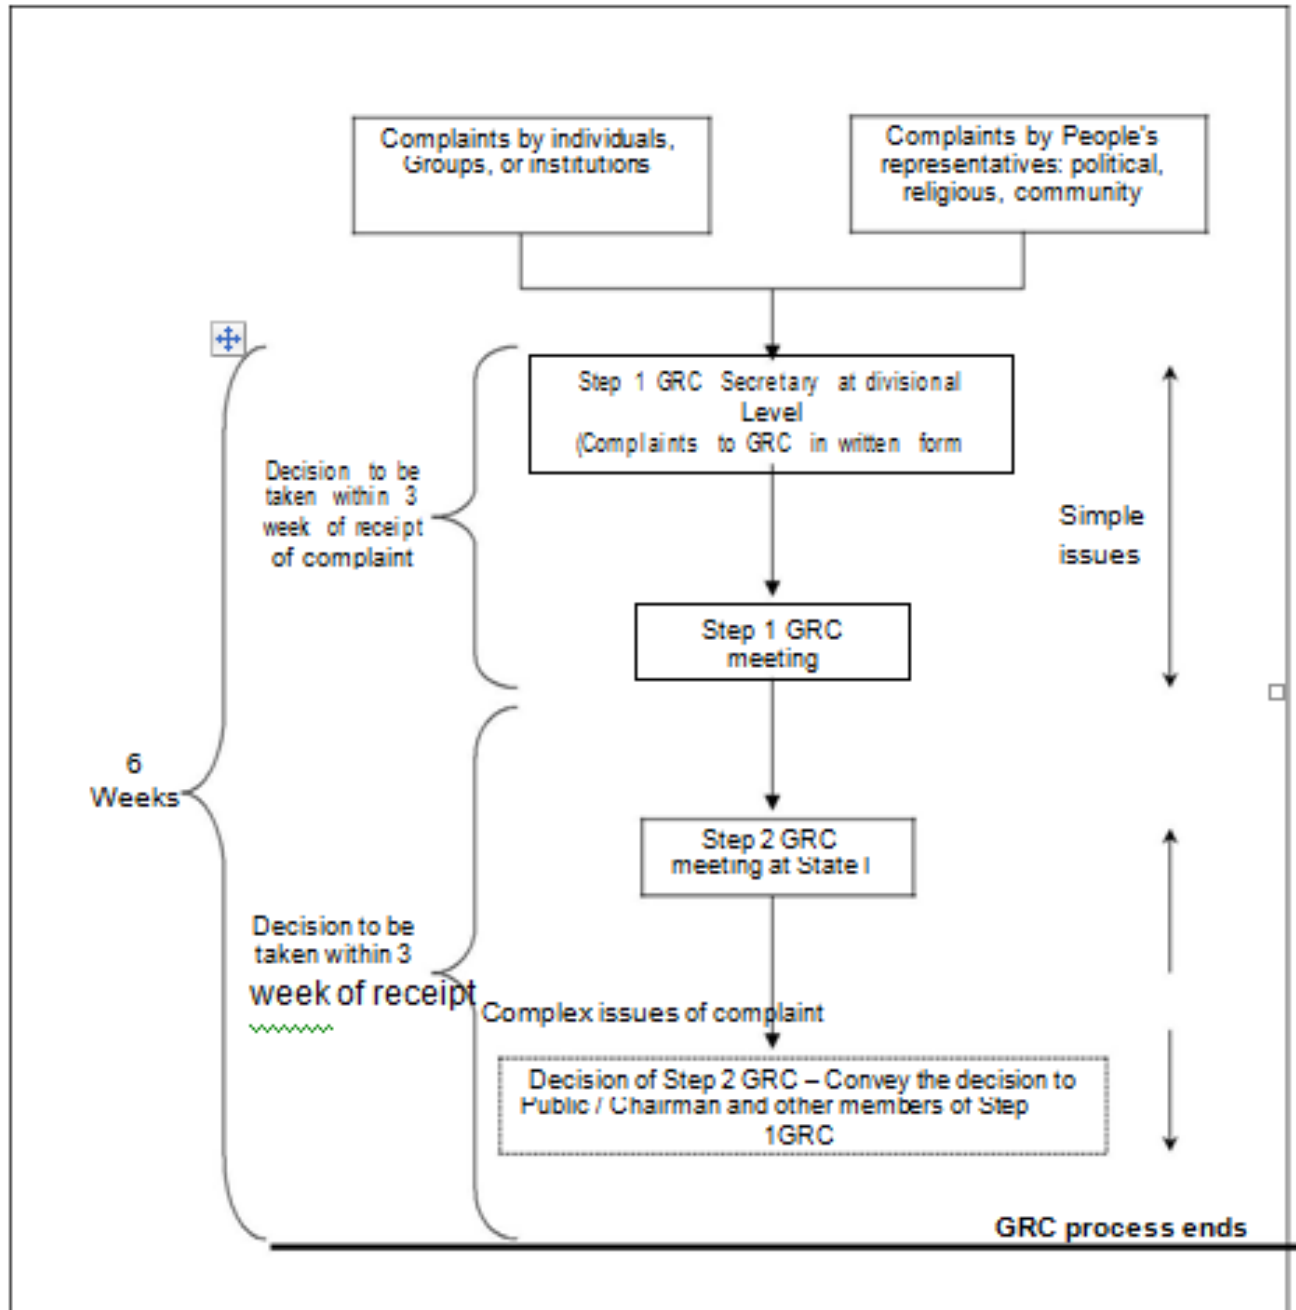 Complaints by individuals,
Groups, or institutions
Complaints by People's
representatives: political,
religious, community
Step 1 GRC Secretary at divisional
Level
(Complaints to GRC in written form
Decision to be
taken within 3
week of receipt
of complaint
Simple
issues
Step 1 GRC
meeting
6
Weeks
Step 2 GRC
meeting at State l
Decision to be
taken within 3
week of receipt
Complex issues of complaint
Decision of Step 2 GRC – Convey the decision to
Public / Chairman and other members of Step
1GRC
GRC process ends